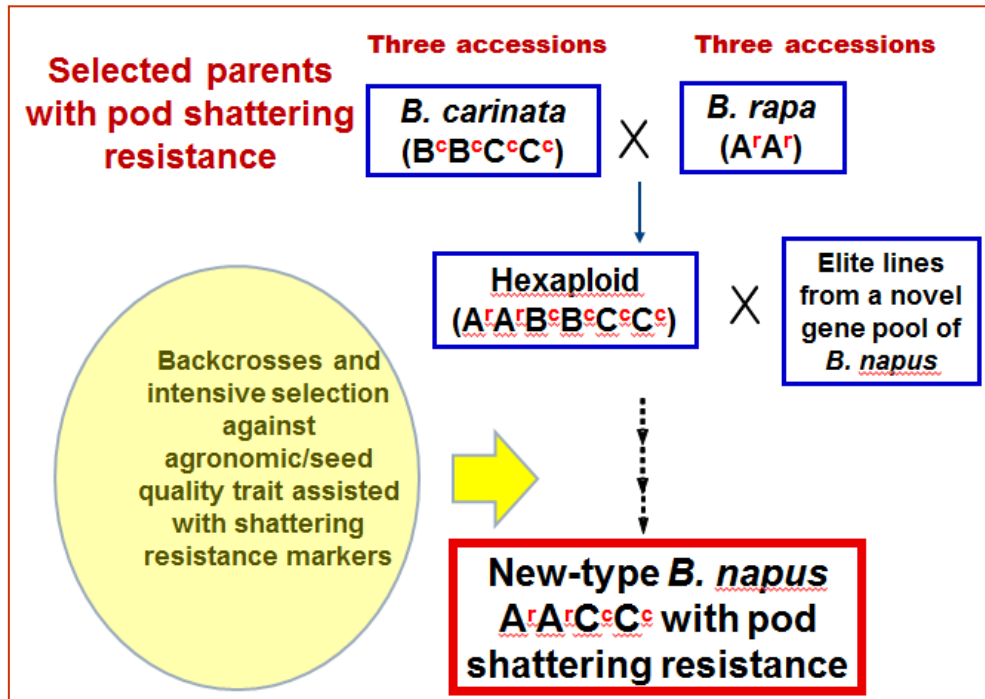 Three accessions
Three accessions
Selected parents
with pod shattering
resistance
B. carinata
(BᶜBᶜCᶜCᶜ)
X
B. rapa
(AʳAʳ)
Hexaploid
(AʳAʳBᶜBᶜCᶜCᶜ)
X
Elite lines
from a novel
gene pool of
B. napus
Backcrosses and
intensive selection
against
agronomic/seed
quality trait assisted
with shattering
resistance markers
New-type B. napus
AʳAʳCᶜCᶜ with pod
shattering resistance